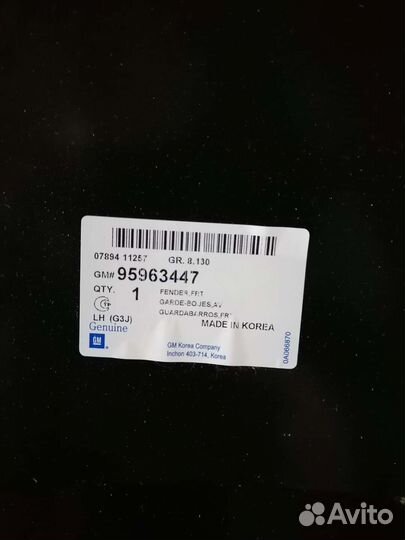 07894 11257 GR. 8.130
GM# 95963447
QTY. 1 FENDER,FRT
GARDE-BOUES,AV
GUARDABARROS,FRT
LH (G3J) MADE IN KOREA
Genuine
GM
GM Korea Company
Inchon 403-714, Korea
0A066870
Avito